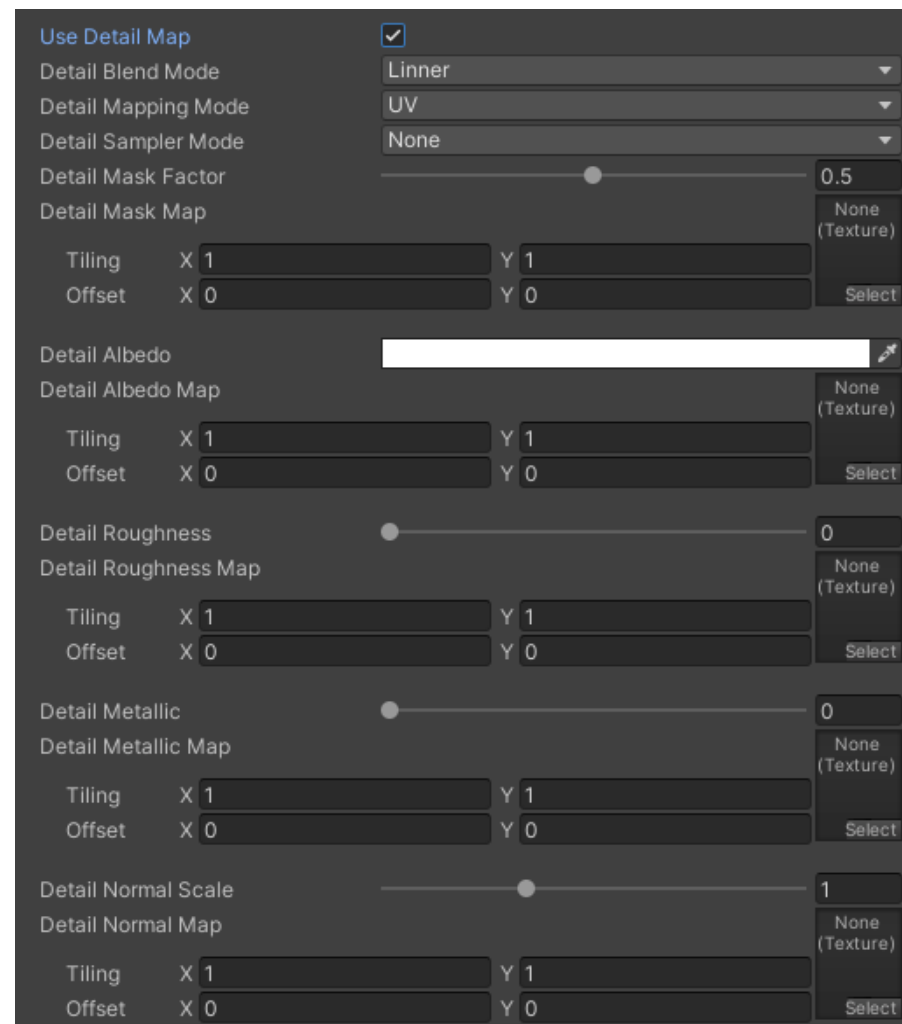 Use Detail Map
Detail Blend Mode Linner
Detail Mapping Mode UV
Detail Sampler Mode None
Detail Mask Factor 0.5
Detail Mask Map None
(Texture)
Tiling X 1 Y 1
Offset X 0 Y 0 Select
Detail Albedo
Detail Albedo Map None
(Texture)
Tiling X 1 Y 1
Offset X 0 Y 0 Select
Detail Roughness 0
Detail Roughness Map None
(Texture)
Tiling X 1 Y 1
Offset X 0 Y 0 Select
Detail Metallic 0
Detail Metallic Map None
(Texture)
Tiling X 1 Y 1
Offset X 0 Y 0 Select
Detail Normal Scale 1
Detail Normal Map None
(Texture)
Tiling X 1 Y 1
Offset X 0 Y 0 Select